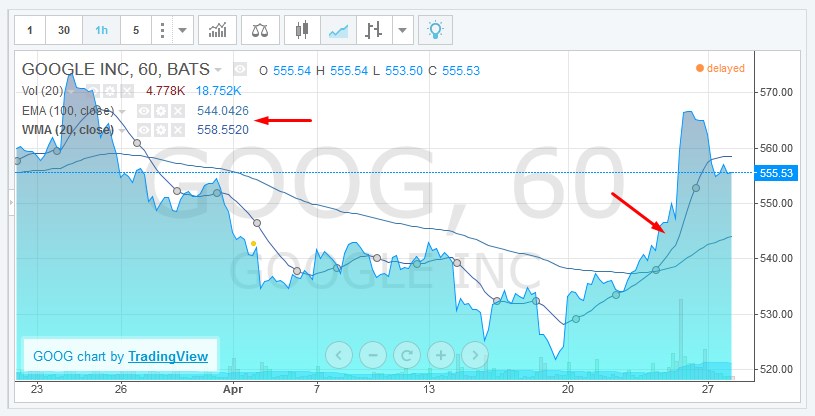 1 30 1h 5
GOOGLE INC, 60, BATS O 555.54 H 555.54 L 553.50 C 555.53
delayed
Vol (20) 4.778K 18.752K
EMA (100, close) 544.0426
WMA (20, close) 558.5520
GOOG, 60
GOOGLE INC
570.00
560.00
555.53
550.00
540.00
530.00
520.00
GOOG chart by TradingView
23 26 Apr 7 13 20 27